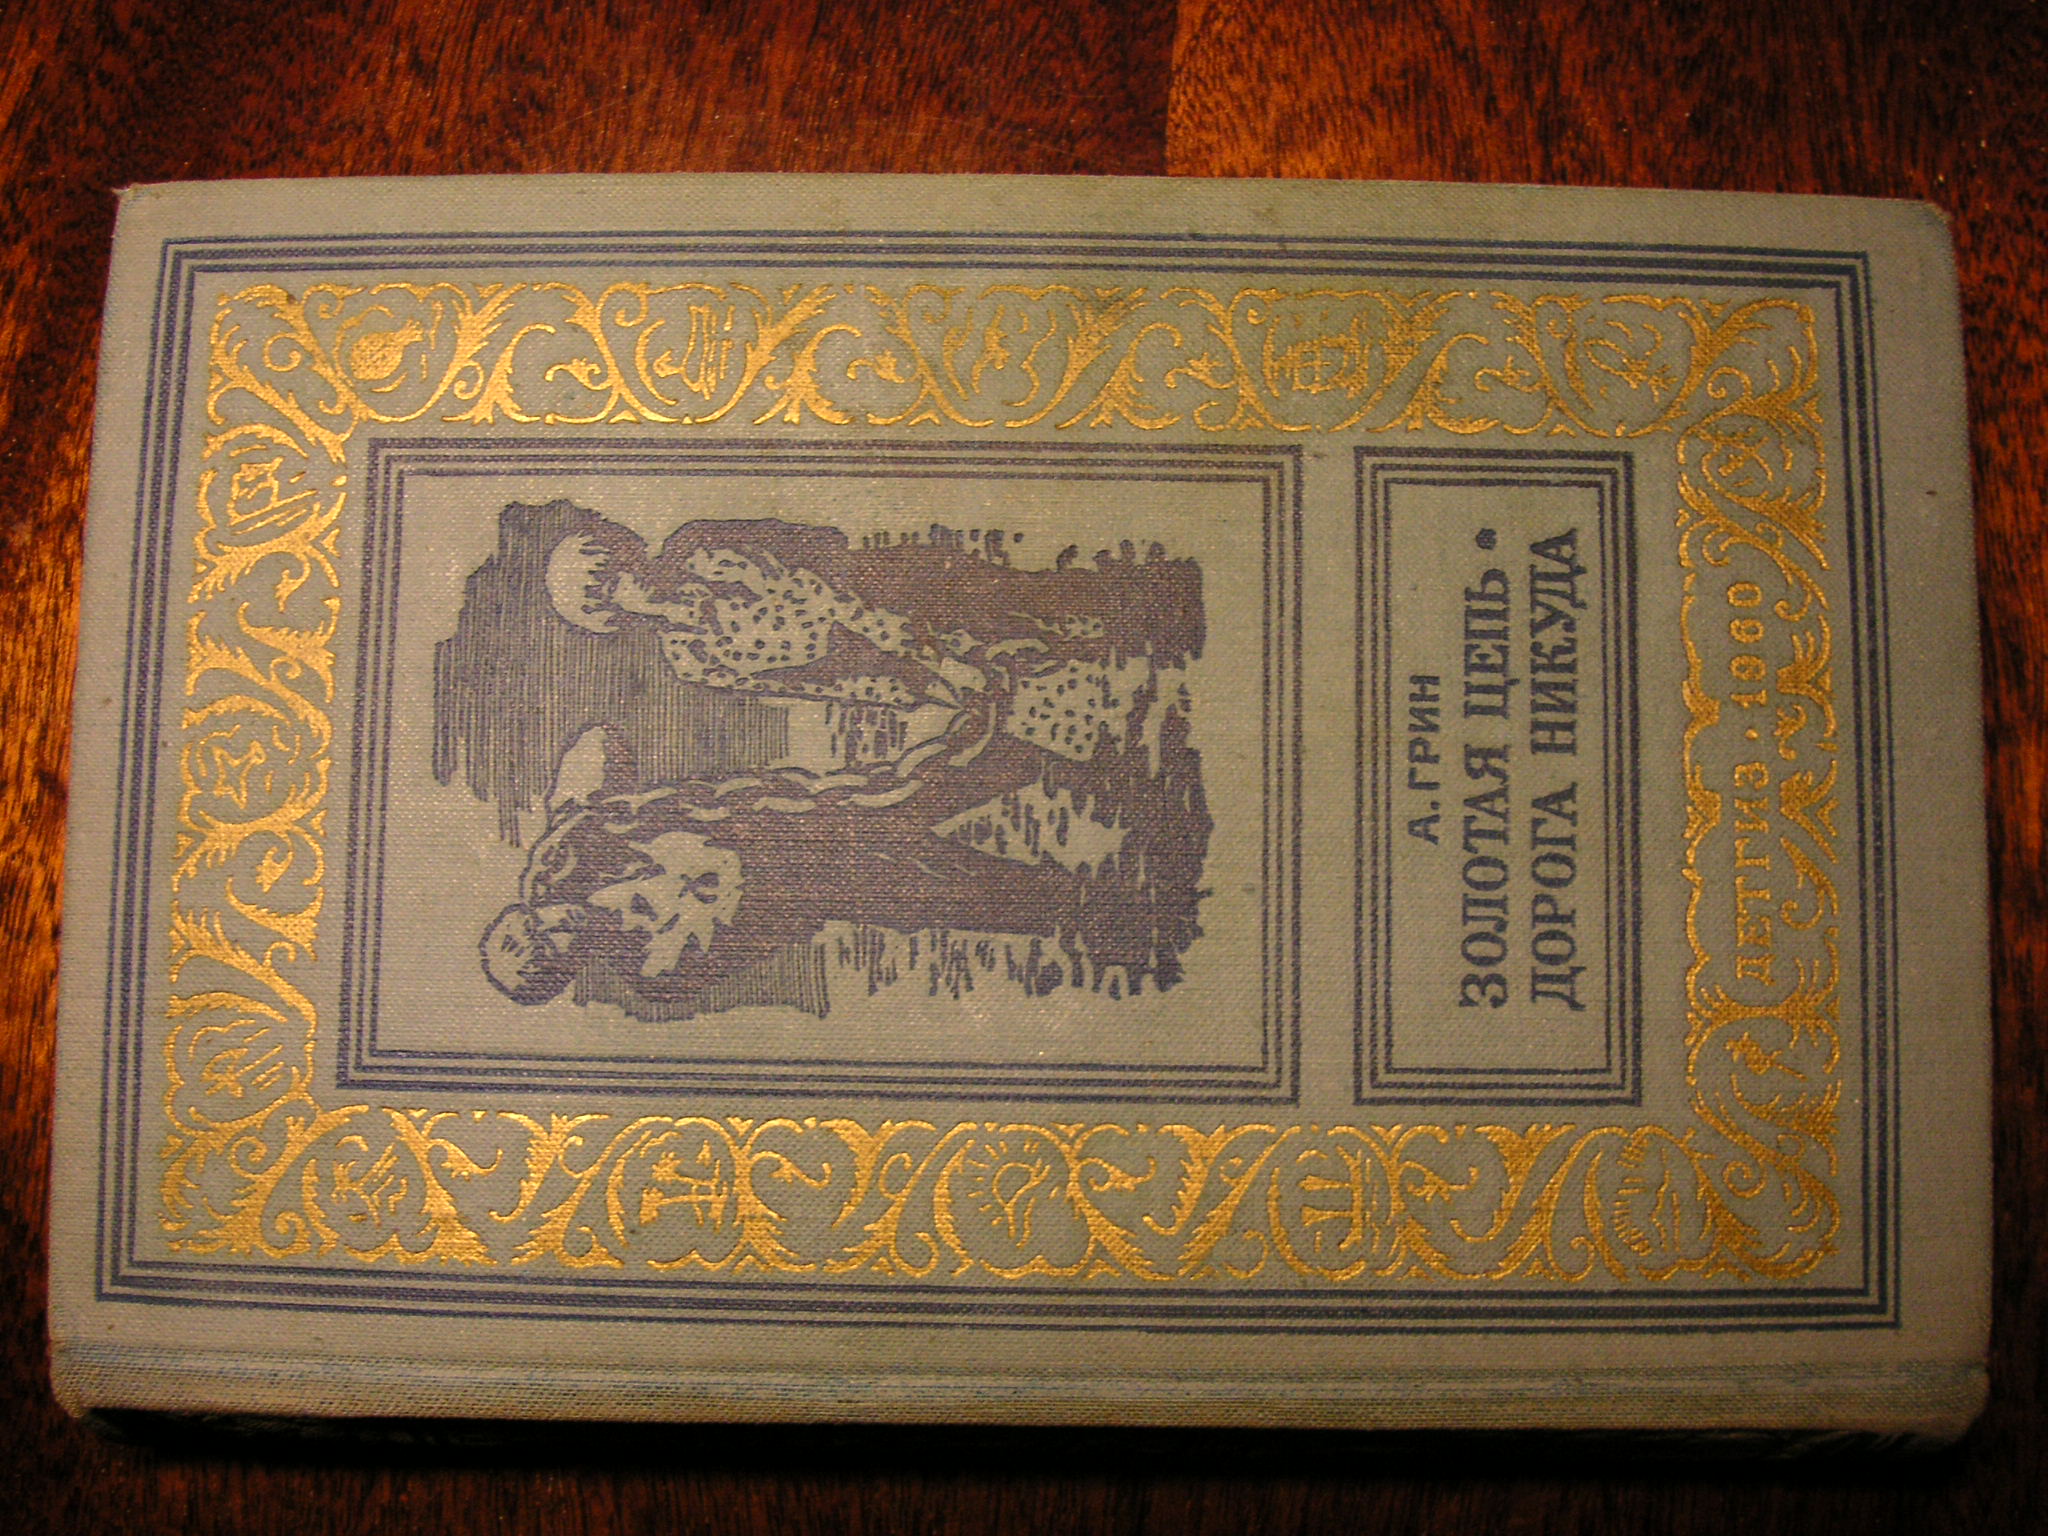 А. ГРИН
ЗОЛОТАЯ ЦЕПЬ •
ДОРОГА НИКУДА
ДЕТГИЗ · 1960